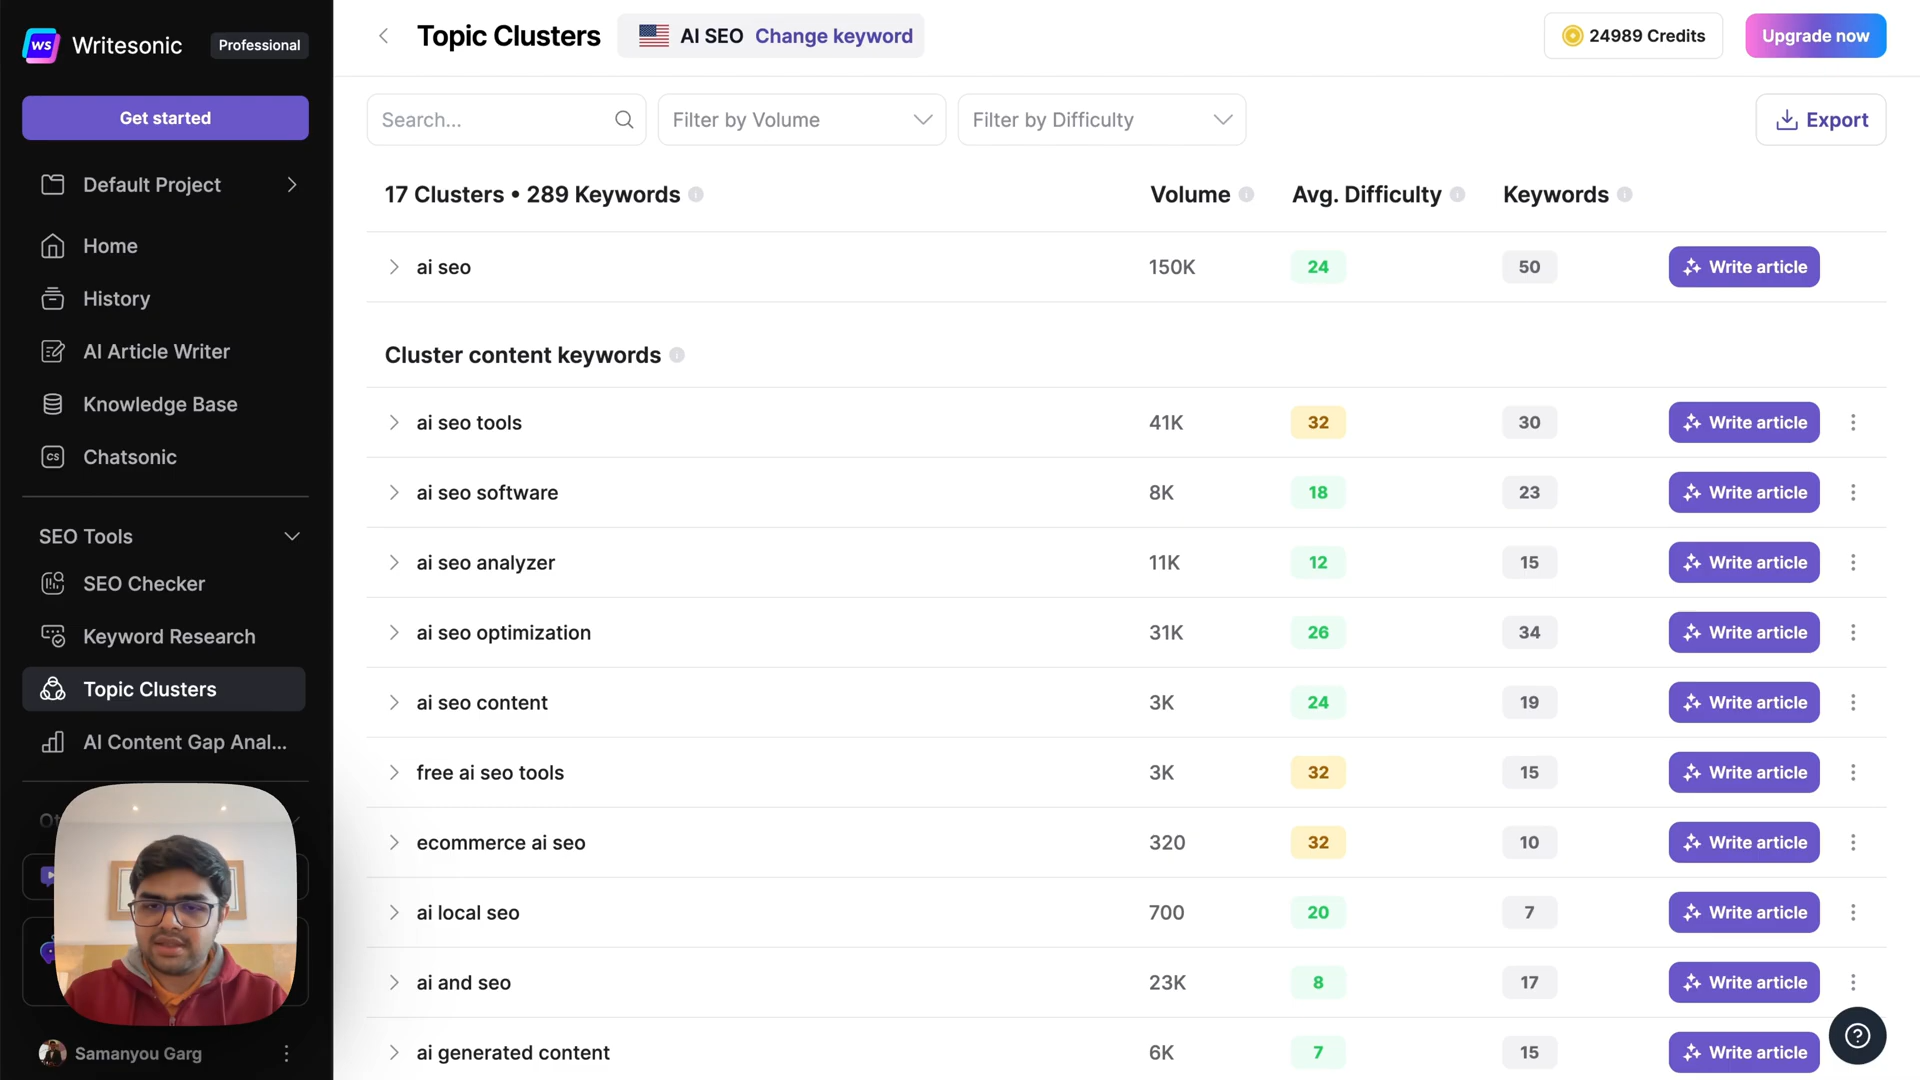 ws Writesonic Professional
Get started
Default Project
Home
History
AI Article Writer
Knowledge Base
cs Chatsonic
SEO Tools
SEO Checker
Keyword Research
Topic Clusters
AI Content Gap Anal...
Samanyou Garg
Topic Clusters AI SEO Change keyword
24989 Credits Upgrade now
Search... Filter by Volume Filter by Difficulty Export
17 Clusters • 289 Keywords Volume Avg. Difficulty Keywords
ai seo 150K 24 50 Write article
Cluster content keywords
ai seo tools 41K 32 30 Write article
ai seo software 8K 18 23 Write article
ai seo analyzer 11K 12 15 Write article
ai seo optimization 31K 26 34 Write article
ai seo content 3K 24 19 Write article
free ai seo tools 3K 32 15 Write article
ecommerce ai seo 320 32 10 Write article
ai local seo 700 20 7 Write article
ai and seo 23K 8 17 Write article
ai generated content 6K 7 15 Write article